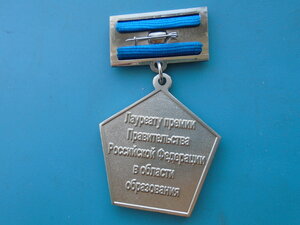 Лауреату премии
Правительства
Российской Федерации
в области
образования